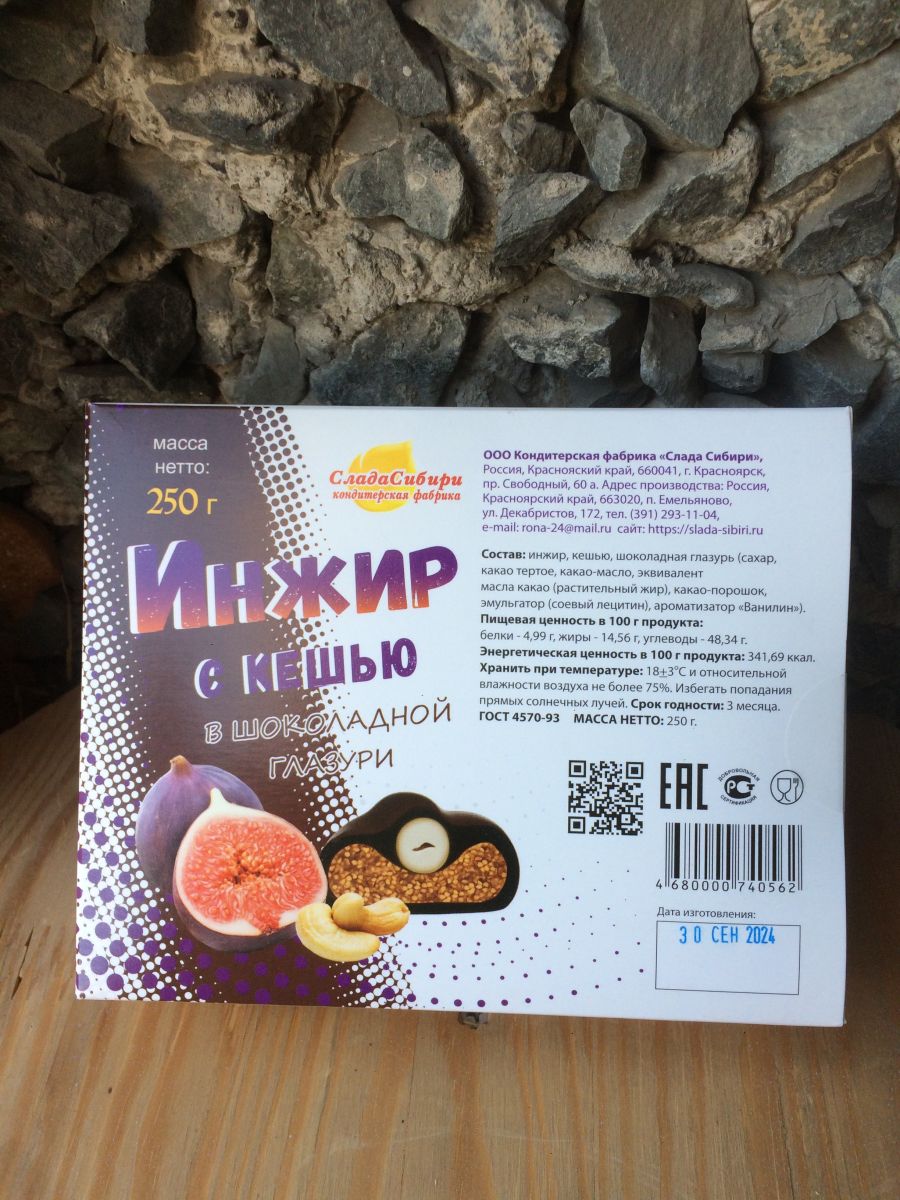 масса
нетто:
250 г
СладаСибири
кондитерская фабрика
Инжир
с кешью
в шоколадной
глазури
ООО Кондитерская фабрика «Слада Сибири»,
Россия, Краснояский край, 660041, г. Красноярск,
пр. Свободный, 60 а. Адрес производства: Россия,
Красноярский край, 663020, п. Емельяново,
ул. Декабристов, 172, тел. (391) 293-11-04,
e-mail: rona-24@mail.ru сайт: https://slada-sibiri.ru
Состав: инжир, кешью, шоколадная глазурь (сахар,
какао тертое, какао-масло, эквивалент
масла какао (растительный жир), какао-порошок,
эмульгатор (соевый лецитин), ароматизатор «Ванилин»).
Пищевая ценность в 100 г продукта:
белки - 4,99 г, жиры - 14,56 г, углеводы - 48,34 г.
Энергетическая ценность в 100 г продукта: 341,69 ккал.
Хранить при температуре: 18±3°С и относительной
влажности воздуха не более 75%. Избегать попадания
прямых солнечных лучей. Срок годности: 3 месяца.
ГОСТ 4570-93 МАССА НЕТТО: 250 г.
ЕАС
ДОБРОВОЛЬНАЯ
СЕРТИФИКАЦИЯ
4 680000 740562
Дата изготовления:
30 СЕН 2024